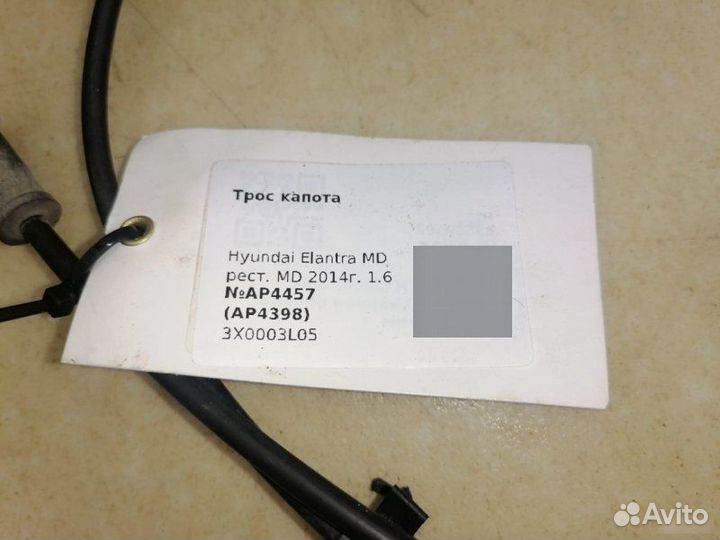 Трос капота
Hyundai Elantra MD
рест. MD 2014г. 1.6
№AP4457
(AP4398)
3X0003L05
Avito